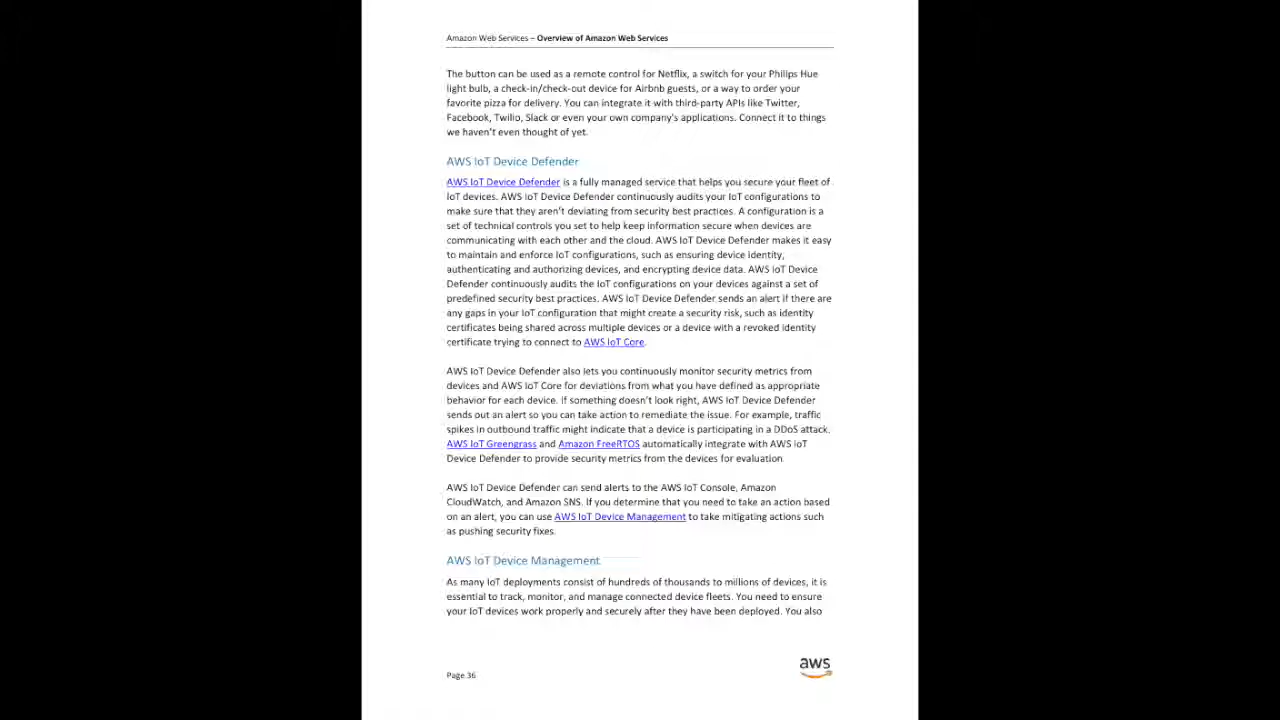 Amazon Web Services – Overview of Amazon Web Services
The button can be used as a remote control for Netflix, a switch for your Philips Hue
light bulb, a check-in/check-out device for Airbnb guests, or a way to order your
favorite pizza for delivery. You can integrate it with third-party APIs like Twitter,
Facebook, Twilio, Slack or even your own company's applications. Connect it to things
we haven't even thought of yet.
AWS IoT Device Defender
AWS IoT Device Defender is a fully managed service that helps you secure your fleet of
IoT devices. AWS IoT Device Defender continuously audits your IoT configurations to
make sure that they aren't deviating from security best practices. A configuration is a
set of technical controls you set to help keep information secure when devices are
communicating with each other and the cloud. AWS IoT Device Defender makes it easy
to maintain and enforce IoT configurations, such as ensuring device identity,
authenticating and authorizing devices, and encrypting device data. AWS IoT Device
Defender continuously audits the IoT configurations on your devices against a set of
predefined security best practices. AWS IoT Device Defender sends an alert if there are
any gaps in your IoT configuration that might create a security risk, such as identity
certificates being shared across multiple devices or a device with a revoked identity
certificate trying to connect to AWS IoT Core.
AWS IoT Device Defender also lets you continuously monitor security metrics from
devices and AWS IoT Core for deviations from what you have defined as appropriate
behavior for each device. If something doesn't look right, AWS IoT Device Defender
sends out an alert so you can take action to remediate the issue. For example, traffic
spikes in outbound traffic might indicate that a device is participating in a DDoS attack.
AWS IoT Greengrass and Amazon FreeRTOS automatically integrate with AWS IoT
Device Defender to provide security metrics from the devices for evaluation.
AWS IoT Device Defender can send alerts to the AWS IoT Console, Amazon
CloudWatch, and Amazon SNS. If you determine that you need to take an action based
on an alert, you can use AWS IoT Device Management to take mitigating actions such
as pushing security fixes.
AWS IoT Device Management
As many IoT deployments consist of hundreds of thousands to millions of devices, it is
essential to track, monitor, and manage connected device fleets. You need to ensure
your IoT devices work properly and securely after they have been deployed. You also
aws
Page 36